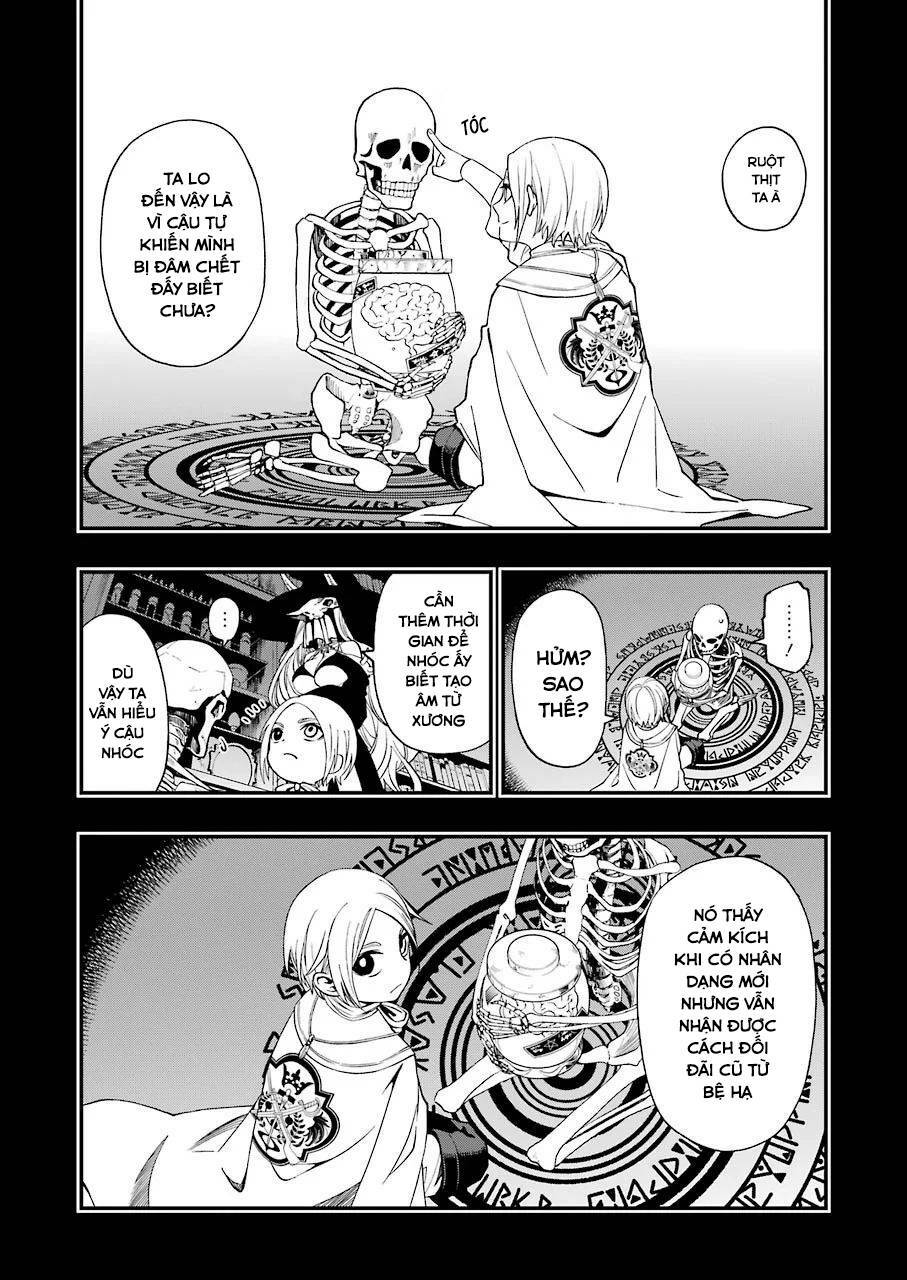 RUỘT
THỊT
TA À
TÓC
TA LO
ĐẾN VẬY LÀ
VÌ CẬU TỰ
KHIẾN MÌNH
BỊ ĐÂM CHẾT
ĐẤY BIẾT
CHƯA?
......!
HỬM?
SAO
THẾ?
CẦN
THÊM THỜI
GIAN ĐỂ
NHÓC ẤY
BIẾT TẠO
ÂM TỪ
XƯƠNG
...
DÙ
VẬY TA
VẪN HIỂU
Ý CẬU
NHÓC
NÓ THẤY
CẢM KÍCH
KHI CÓ NHÂN
DẠNG MỚI
NHƯNG VẪN
NHẬN ĐƯỢC
CÁCH ĐỐI
ĐÃI CŨ TỪ
BỆ HẠ